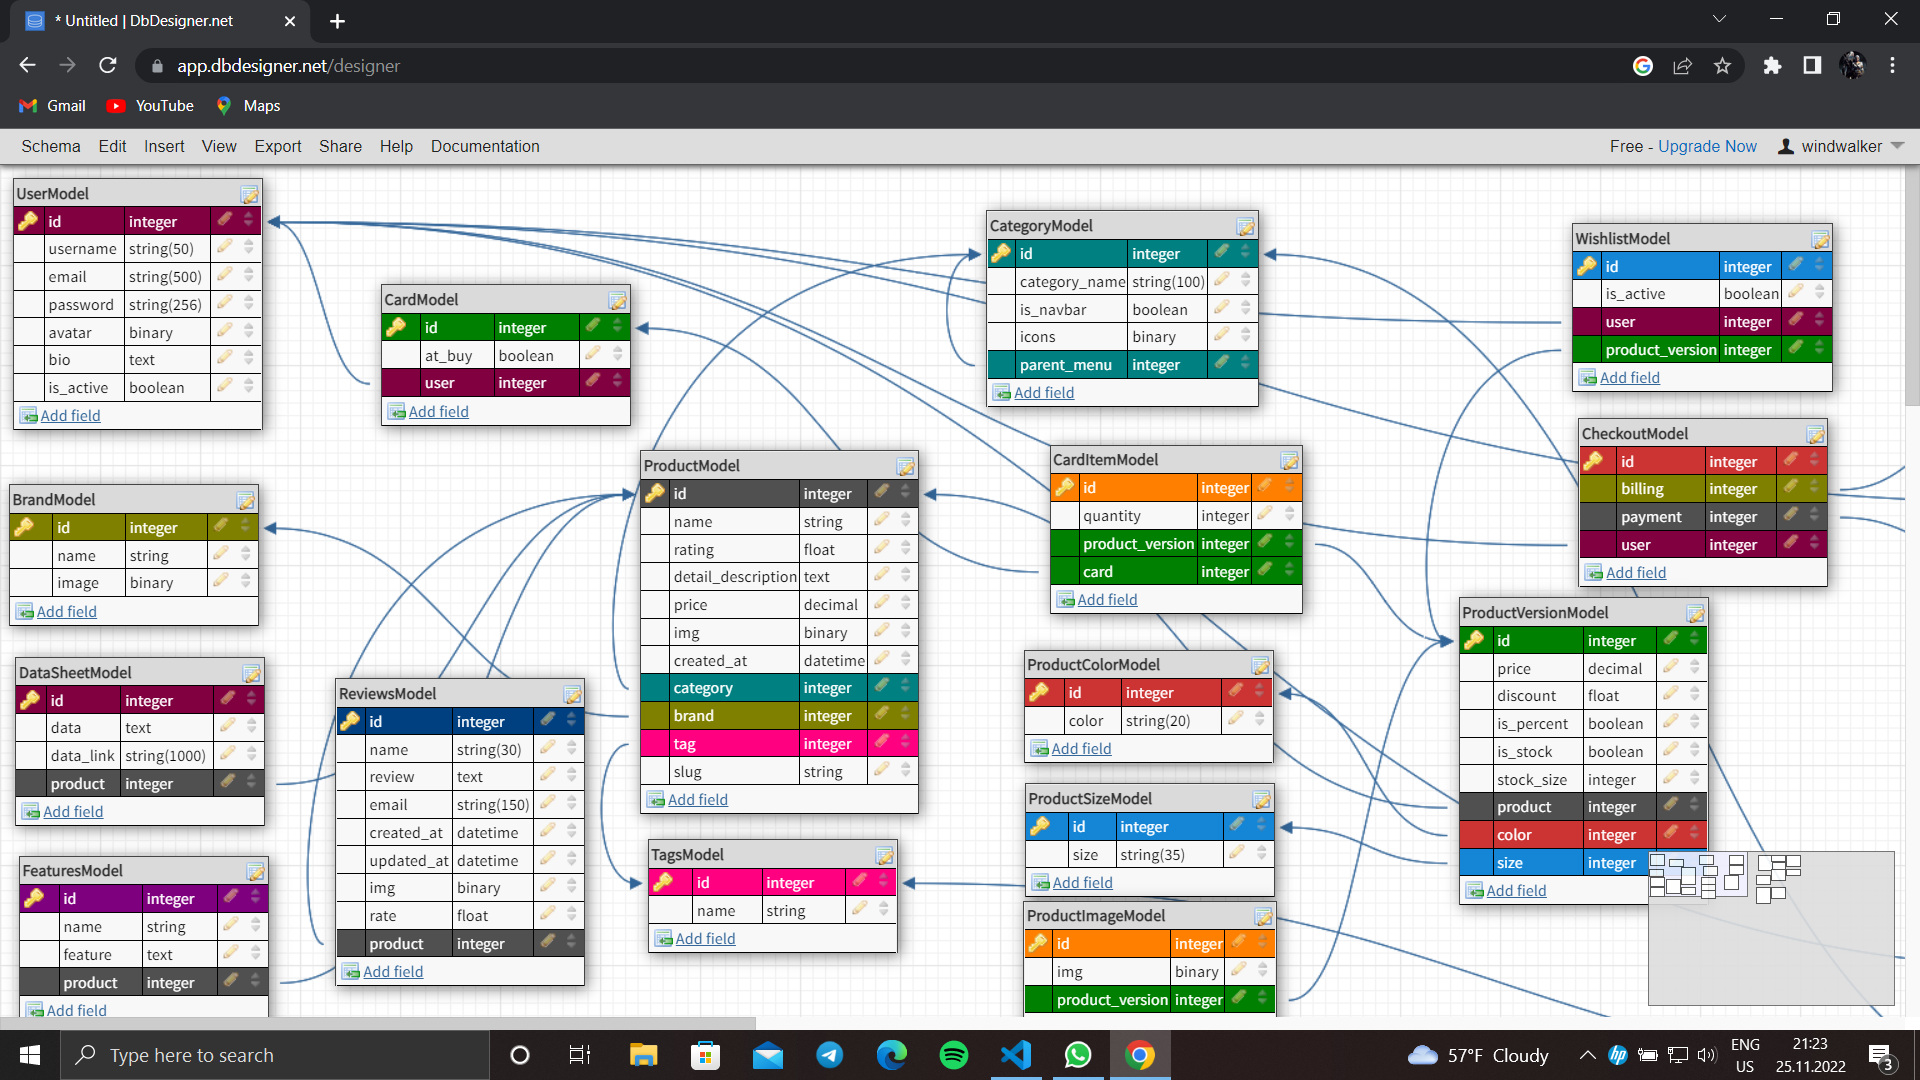 * Untitled | DbDesigner.net
app.dbdesigner.net/designer
Gmail YouTube Maps
Schema Edit Insert View Export Share Help Documentation
Free - Upgrade Now windwalker
UserModel
id integer
username string(50)
email string(500)
password string(256)
avatar binary
bio text
is_active boolean
Add field
CardModel
id integer
at_buy boolean
user integer
Add field
CategoryModel
id integer
category_name string(100)
is_navbar boolean
icons binary
parent_menu integer
Add field
WishlistModel
id integer
is_active boolean
user integer
product_version integer
Add field
BrandModel
id integer
name string
image binary
Add field
ProductModel
id integer
name string
rating float
detail_description text
price decimal
img binary
created_at datetime
category integer
brand integer
tag integer
slug string
Add field
CardItemModel
id integer
quantity integer
product_version integer
card integer
Add field
CheckoutModel
id integer
billing integer
payment integer
user integer
Add field
DataSheetModel
id integer
data text
data_link string(1000)
product integer
Add field
ReviewsModel
id integer
name string(30)
review text
email string(150)
created_at datetime
updated_at datetime
img binary
rate float
product integer
Add field
ProductColorModel
id integer
color string(20)
Add field
ProductVersionModel
id integer
price decimal
discount float
is_percent boolean
is_stock boolean
stock_size integer
product integer
color integer
size integer
Add field
ProductSizeModel
id integer
size string(35)
Add field
FeaturesModel
id integer
name string
feature text
product integer
Add field
TagsModel
id integer
name string
Add field
ProductImageModel
id integer
img binary
product_version integer
Type here to search
57°F Cloudy
ENG
US
21:23
25.11.2022
3